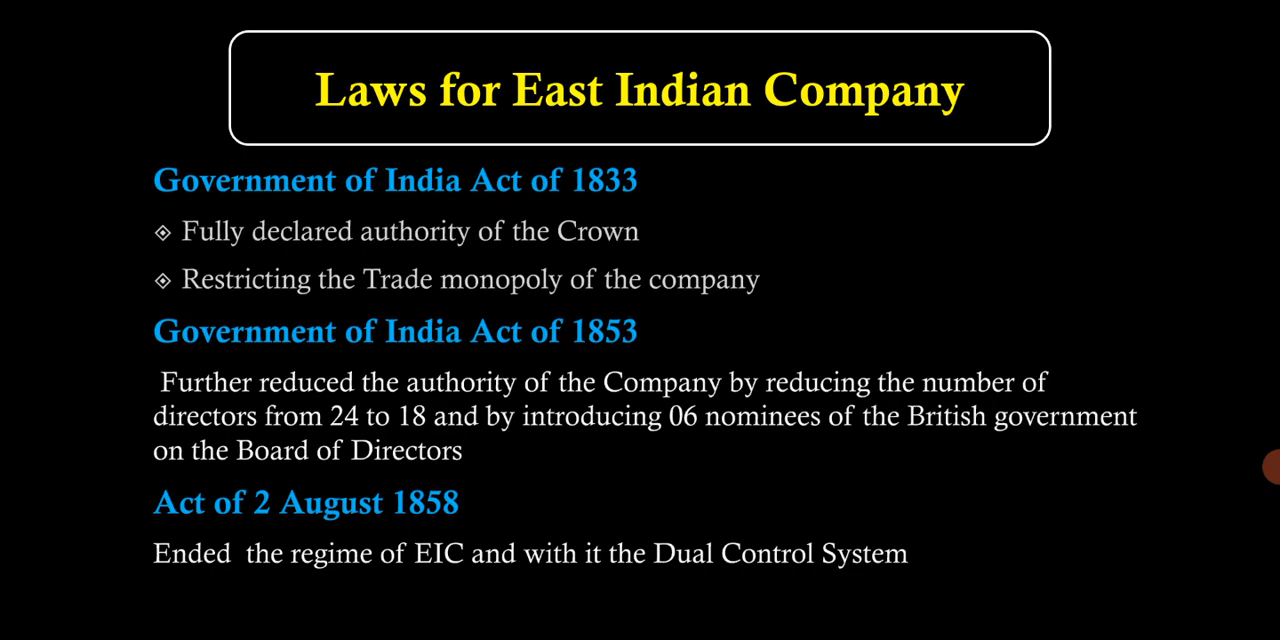 Laws for East Indian Company
Government of India Act of 1833
Fully declared authority of the Crown
Restricting the Trade monopoly of the company
Government of India Act of 1853
Further reduced the authority of the Company by reducing the number of
directors from 24 to 18 and by introducing 06 nominees of the British government
on the Board of Directors
Act of 2 August 1858
Ended the regime of EIC and with it the Dual Control System